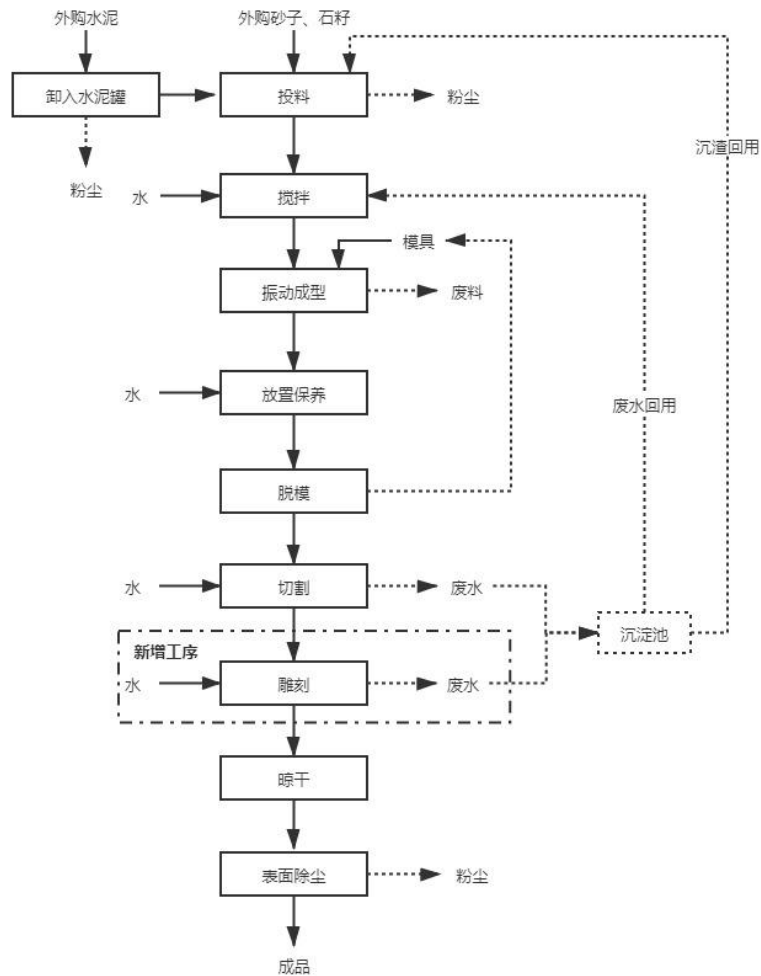 外购水泥
外购砂子、石籽
卸入水泥罐
投料
粉尘
沉渣回用
粉尘
水
搅拌
模具
振动成型
废料
水
放置保养
废水回用
脱模
水
切割
废水
沉淀池
新增工序
水
雕刻
废水
晾干
表面除尘
粉尘
成品